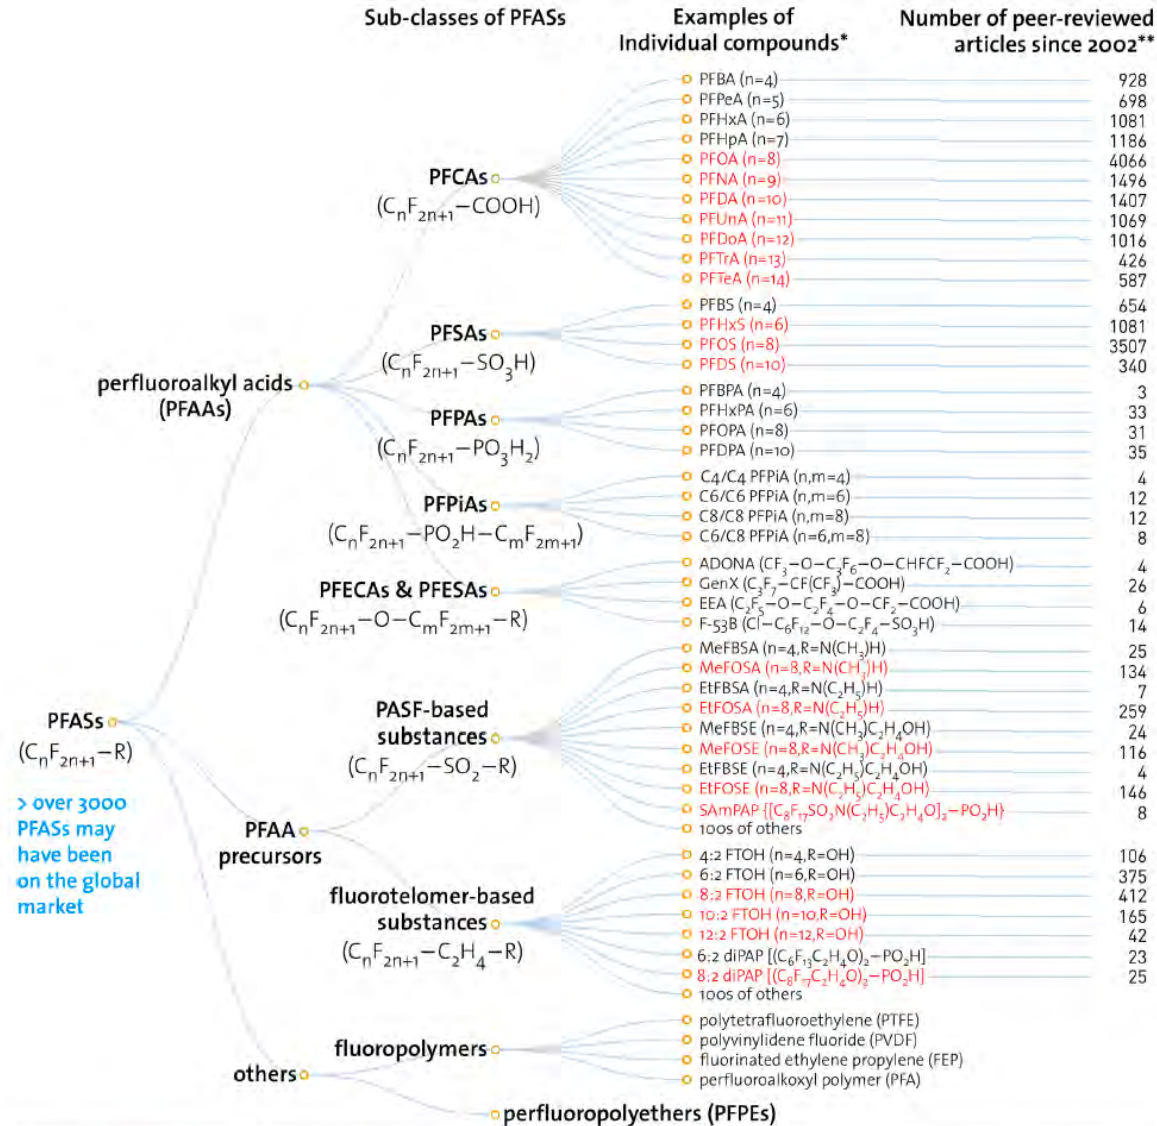 Sub-classes of PFASs
Examples of
Individual compounds*
Number of peer-reviewed
articles since 2002**
PFASs
(CnF2n+1–R)
> over 3000
PFASs may
have been
on the global
market
perfluoroalkyl acids
(PFAAs)
PFCAs
(CnF2n+1–COOH)
PFBA (n=4) 928
PFPeA (n=5) 698
PFHxA (n=6) 1081
PFHpA (n=7) 1186
PFOA (n=8) 4066
PFNA (n=9) 1496
PFDA (n=10) 1407
PFUnA (n=11) 1069
PFDoA (n=12) 1016
PFTrA (n=13) 426
PFTeA (n=14) 587
PFSAs
(CnF2n+1–SO3H)
PFBS (n=4) 654
PFHxS (n=6) 1081
PFOS (n=8) 3507
PFDS (n=10) 340
PFPAs
(CnF2n+1–PO3H2)
PFBPA (n=4) 3
PFHxPA (n=6) 33
PFOPA (n=8) 31
PFDPA (n=10) 35
PFPiAs
(CnF2n+1–PO2H–CmF2m+1)
C4/C4 PFPiA (n,m=4) 4
C6/C6 PFPiA (n,m=6) 12
C8/C8 PFPiA (n,m=8) 12
C6/C8 PFPiA (n=6,m=8) 8
PFECAs & PFESAs
(CnF2n+1–O–CmF2m+1–R)
ADONA (CF3–O–C3F6–O–CHFCF2–COOH) 4
GenX (C3F7–CF(CF3)–COOH) 26
EEA (C2F5–O–C2F4–O–CF2–COOH) 6
F-53B (Cl–C6F12–O–C2F4–SO3H) 14
PFAA
precursors
PASF-based
substances
(CnF2n+1–SO2–R)
MeFBSA (n=4,R=N(CH3)H) 25
MeFOSA (n=8,R=N(CH3)H) 134
EtFBSA (n=4,R=N(C2H5)H) 7
EtFOSA (n=8,R=N(C2H5)H) 259
MeFBSE (n=4,R=N(CH3)C2H4OH) 24
MeFOSE (n=8,R=N(CH3)C2H4OH) 116
EtFBSE (n=4,R=N(C2H5)C2H4OH) 4
EtFOSE (n=8,R=N(C2H5)C2H4OH) 146
SAmPAP {[C8F17SO2N(C2H5)C2H4O]2–PO2H} 8
100s of others
fluorotelomer-based
substances
(CnF2n+1–C2H4–R)
4:2 FTOH (n=4,R=OH) 106
6:2 FTOH (n=6,R=OH) 375
8:2 FTOH (n=8,R=OH) 412
10:2 FTOH (n=10,R=OH) 165
12:2 FTOH (n=12,R=OH) 42
6:2 diPAP [(C6F13C2H4O)2–PO2H] 23
8:2 diPAP [(C8F17C2H4O)2–PO2H] 25
100s of others
others
fluoropolymers
polytetrafluoroethylene (PTFE)
polyvinylidene fluoride (PVDF)
fluorinated ethylene propylene (FEP)
perfluoroalkoxyl polymer (PFA)
perfluoropolyethers (PFPEs)